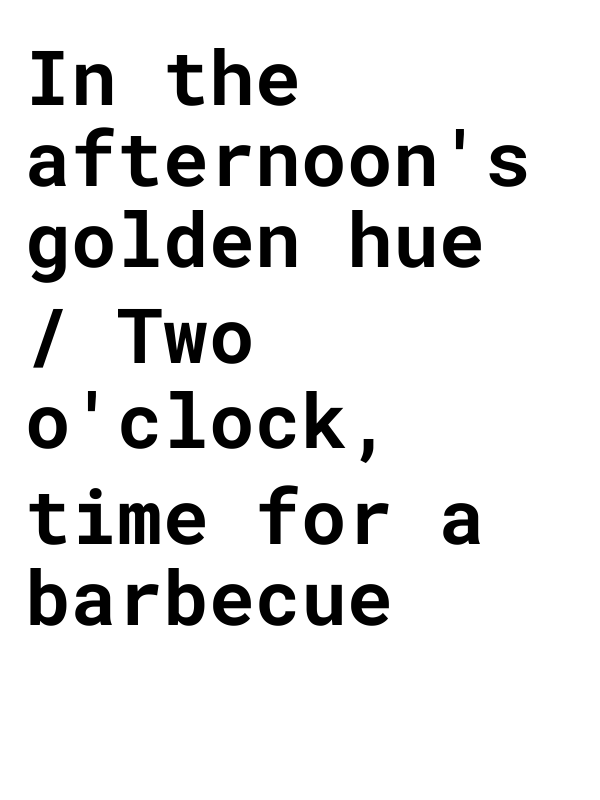 In the
afternoon's
golden hue
/ Two
o'clock,
time for a
barbecue